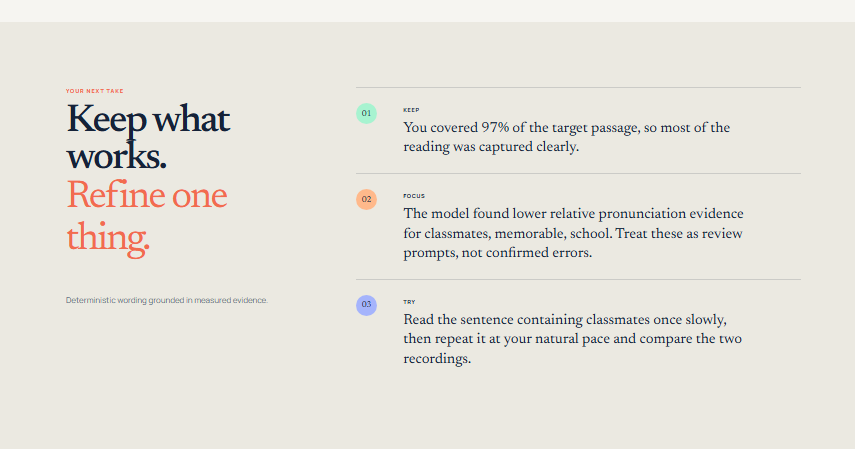 YOUR NEXT TAKE
Keep what
works.
Refine one
thing.
Deterministic wording grounded in measured evidence.
01
KEEP
You covered 97% of the target passage, so most of the
reading was captured clearly.
02
FOCUS
The model found lower relative pronunciation evidence
for classmates, memorable, school. Treat these as review
prompts, not confirmed errors.
03
TRY
Read the sentence containing classmates once slowly,
then repeat it at your natural pace and compare the two
recordings.